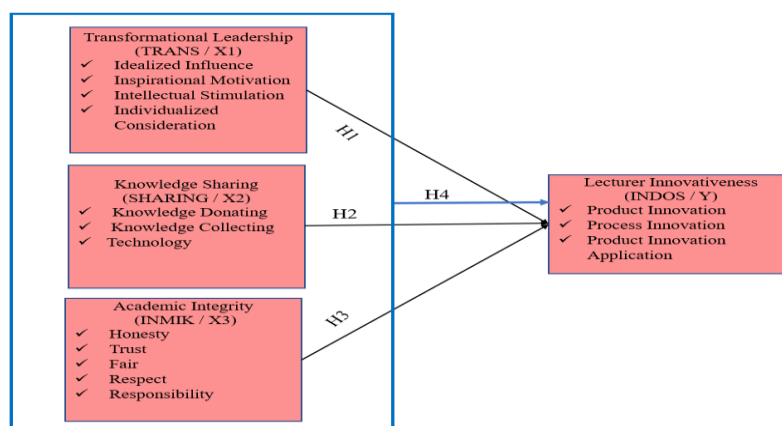 Transformational Leadership
(TRANS / X1)
✓ Idealized Influence
✓ Inspirational Motivation
✓ Intellectual Stimulation
✓ Individualized
Consideration
H1
Knowledge Sharing
(SHARING / X2)
✓ Knowledge Donating
✓ Knowledge Collecting
✓ Technology
H2
H4
Academic Integrity
(INMIK / X3)
✓ Honesty
✓ Trust
✓ Fair
✓ Respect
✓ Responsibility
H3
Lecturer Innovativeness
(INDOS / Y)
✓ Product Innovation
✓ Process Innovation
✓ Product Innovation
Application